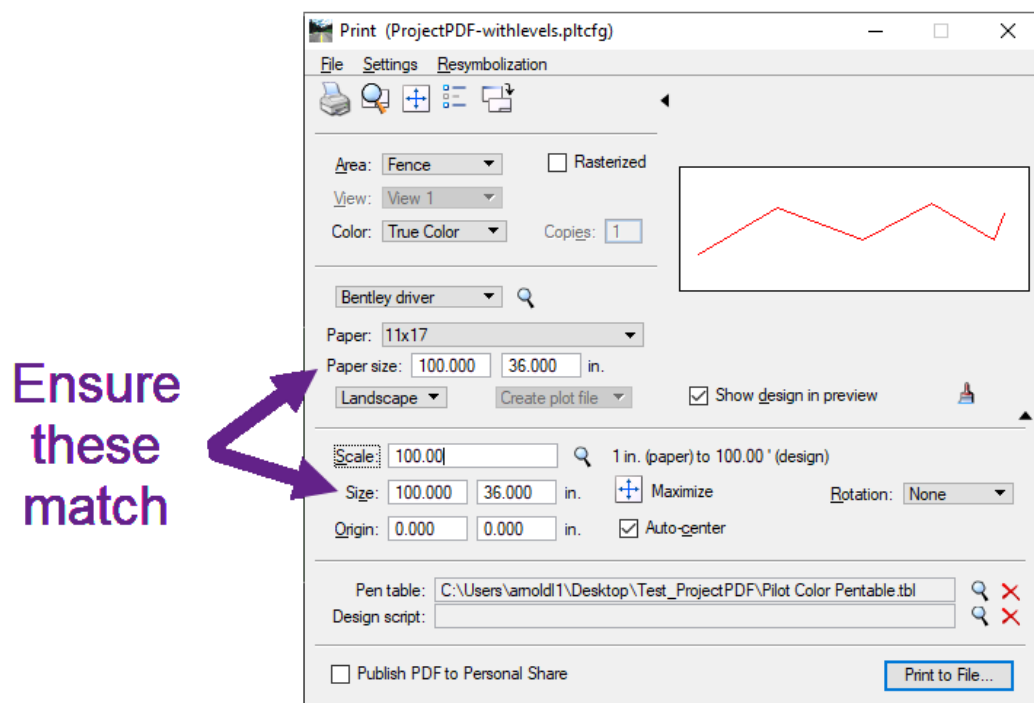 Print (ProjectPDF-withlevels.pltcfg)
File Settings Resymbolization
Area: Fence Rasterized
View: View 1
Color: True Color Copies: 1
Bentley driver
Paper: 11x17
Paper size: 100.000 36.000 in.
Landscape Create plot file Show design in preview
Ensure
these
match
Scale: 100.00 1 in. (paper) to 100.00 ' (design)
Size: 100.000 36.000 in. Maximize Rotation: None
Origin: 0.000 0.000 in. Auto-center
Pen table: C:\Users\arnoldl1\Desktop\Test_ProjectPDF\Pilot Color Pentable.tbl
Design script:
Publish PDF to Personal Share Print to File...